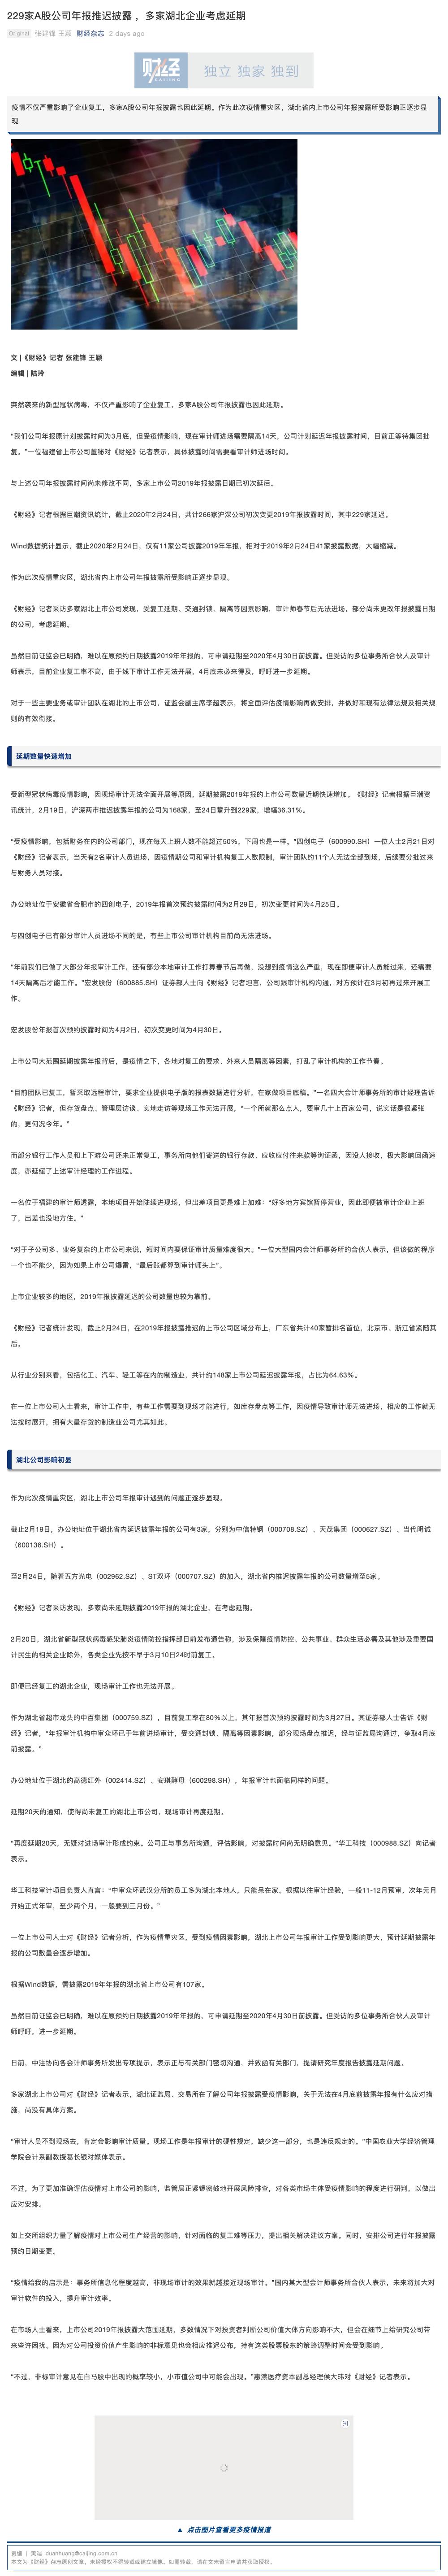 229家A股公司年报推迟披露，多家湖北企业考虑延期
Original 张建锋 王颖 财经杂志 2 days ago
财经 CAIJING 独立 独家 独到
疫情不仅严重影响了企业复工，多家A股公司年报披露也因此延期。作为此次疫情重灾区，湖北省内上市公司年报披露所受影响正逐步显
现
文 |《财经》记者 张建锋 王颖
编辑 | 陆玲
突然袭来的新型冠状病毒，不仅严重影响了企业复工，多家A股公司年报披露也因此延期。
“我们公司年报原计划披露时间为3月底，但受疫情影响，现在审计师进场需要隔离14天，公司计划延迟年报披露时间，目前正等待集团批
复。”一位福建省上市公司董秘对《财经》记者表示，具体披露时间需要看审计师进场时间。
与上述公司年报披露时间尚未修改不同，多家上市公司2019年报披露日期已初次延后。
《财经》记者根据巨潮资讯统计，截止2020年2月24日，共计266家沪深公司初次变更2019年报披露时间，其中229家延迟。
Wind数据统计显示，截止2020年2月24日，仅有11家公司披露2019年年报，相对于2019年2月24日41家披露数据，大幅缩减。
作为此次疫情重灾区，湖北省内上市公司年报披露所受影响正逐步显现。
《财经》记者采访多家湖北上市公司发现，受复工延期、交通封锁、隔离等因素影响，审计师春节后无法进场，部分尚未更改年报披露日期
的公司，考虑延期。
虽然目前证监会已明确，难以在原预约日期披露2019年年报的，可申请延期至2020年4月30日前披露。但受访的多位事务所合伙人及审计
师表示，目前企业复工率不高，由于线下审计工作无法开展，4月底未必来得及，呼吁进一步延期。
对于一些主要业务或审计团队在湖北的上市公司，证监会副主席李超表示，将全面评估疫情影响再做安排，并做好和现有法律法规及相关规
则的有效衔接。
延期数量快速增加
受新型冠状病毒疫情影响，因现场审计无法全面开展等原因，延期披露2019年报的上市公司数量近期快速增加。《财经》记者根据巨潮资
讯统计，2月19日，沪深两市推迟披露年报的公司为168家，至24日攀升到229家，增幅36.31%。
“受疫情影响，包括财务在内的公司部门，现在每天上班人数不能超过50%，下周也是一样。”四创电子（600990.SH）一位人士2月21日对
《财经》记者表示，当天有2名审计人员进场，因疫情期公司和审计机构复工人数限制，审计团队约11个人无法全部到场，后续要分批过来
与财务人员对接。
办公地址位于安徽省合肥市的四创电子，2019年报首次预约披露时间为2月29日，初次变更时间为4月25日。
与四创电子已有部分审计人员进场不同的是，有些上市公司审计机构目前尚无法进场。
“年前我们已做了大部分年报审计工作，还有部分本地审计工作打算春节后再做，没想到疫情这么严重，现在即便审计人员能过来，还需要
14天隔离后才能工作。”宏发股份（600885.SH）证券部人士向《财经》记者坦言，公司跟审计机构沟通，对方预计在3月初再过来开展工
作。
宏发股份年报首次预约披露时间为4月2日，初次变更时间为4月30日。
上市公司大范围延期披露年报背后，是疫情之下，各地对复工的要求、外来人员隔离等因素，打乱了审计机构的工作节奏。
“目前团队已复工，暂采取远程审计，要求企业提供电子版的报表数据进行分析，在家做项目底稿。”一名四大会计师事务所的审计经理告诉
《财经》记者，但存货盘点、管理层访谈、实地走访等现场工作无法开展，“一个所就那么点人，要审几十上百家公司，说实话是很紧张
的，更何况今年。”
而部分银行工作人员和上下游公司还未正常复工，事务所向他们寄送的银行存款、应收应付往来款等询证函，因没人接收，极大影响回函速
度，亦延缓了上述审计经理的工作进程。
一名位于福建的审计师透露，本地项目开始陆续进现场，但出差项目更是难上加难：“好多地方宾馆暂停营业，因此即便被审计企业上班
了，出差也没地方住。”
“对于子公司多、业务复杂的上市公司来说，短时间内要保证审计质量难度很大。”一位大型国内会计师事务所的合伙人表示，但该做的程序
一个也不能少，因为如果上市公司爆雷，“最后账都算到审计师头上”。
上市企业较多的地区，2019年报披露延迟的公司数量也较为靠前。
《财经》记者统计发现，截止2月24日，在2019年报披露推迟的上市公司区域分布上，广东省共计40家暂排名首位，北京市、浙江省紧随其
后。
从行业分别来看，包括化工、汽车、轻工等在内的制造业，共计约148家上市公司延迟披露年报，占比为64.63%。
在一位上市公司人士看来，审计工作中，有些工作需要到现场才能进行，如库存盘点等工作，因疫情导致审计师无法进场，相应的工作就无
法按时展开，拥有大量存货的制造业公司尤其如此。
湖北公司影响初显
作为此次疫情重灾区，湖北上市公司年报审计遇到的问题正逐步显现。
截止2月19日，办公地址位于湖北省内延迟披露年报的公司有3家，分别为中信特钢（000708.SZ），天茂集团（000627.SZ）、当代明诚
（600136.SH）。
至2月24日，随着五方光电（002962.SZ）、ST双环（000707.SZ）的加入，湖北省内推迟披露年报的公司数量增至5家。
《财经》记者采访发现，多家尚未延期披露2019年报的湖北企业，在考虑延期。
2月20日，湖北省新型冠状病毒感染肺炎疫情防控指挥部日前发布通告称，涉及保障疫情防控、公共事业、群众生活必需及其他涉及重要国
计民生的相关企业除外，各类企业先按不早于3月10日24时前复工。
即便已经复工的湖北企业，现场审计工作也无法开展。
作为湖北省超市龙头的中百集团（000759.SZ），目前复工率在80%以上，其年报首次预约披露时间为3月27日。其证券部人士告诉《财
经》记者，“年报审计机构中审众环已于年前进场审计，受交通封锁、隔离等因素影响，部分现场盘点推迟，经与证监局沟通过，争取4月底
前披露。”
办公地址位于湖北的高德红外（002414.SZ）、安琪酵母（600298.SH），年报审计也面临同样的问题。
延期20天的通知，使得尚未复工的湖北上市公司，现场审计再度延期。
“再度延期20天，无疑对进场审计形成约束。公司正与事务所沟通，评估影响，对披露时间尚无明确意见。”华工科技（000988.SZ）向记者
表示。
华工科技审计项目负责人直言：“中审众环武汉分所的员工多为湖北本地人，只能呆在家。根据以往审计经验，一般11-12月预审，次年元月
开始正式年审，至少两个月，一般要到三月份。”
一位上市公司人士对《财经》记者分析，作为疫情重灾区，受到疫情因素影响，湖北上市公司年报审计工作受到影响更大，预计延期披露年
报的公司数量会逐步增加。
根据Wind数据，需披露2019年年报的湖北省上市公司有107家。
虽然目前证监会已明确，难以在原预约日期披露2019年年报的，可申请延期至2020年4月30日前披露。但受访的多位事务所合伙人及审计
师呼吁，进一步延期。
日前，中注协向各会计师事务所发出专项提示，表示正与有关部门密切沟通，并致函有关部门，提请研究年度报告披露延期问题。
多家湖北上市公司对《财经》记者表示，湖北证监局、交易所在了解公司年报披露受疫情影响，关于无法在4月底前披露年报有什么应对措
施，尚没有具体方案。
“审计人员不到现场去，肯定会影响审计质量。现场工作是年报审计的硬性规定，缺少这一部分，也是违反规定的。”中国农业大学经济管理
学院会计系副教授葛长银对媒体表示。
不过，为了更加准确评估疫情对上市公司的影响，监管层正紧锣密鼓地开展风险排查，对各类市场主体受疫情影响的程度进行研判，以做出
应对安排。
如上交所组织力量了解疫情对上市公司生产经营的影响，针对面临的复工难等压力，提出相关解决建议方案。同时，安排公司进行年报披露
预约日期变更。
“疫情给我的启示是：事务所信息化程度越高，非现场审计的效果就越接近现场审计。”国内某大型会计师事务所合伙人表示，未来将加大对
审计软件的投入，提升审计效率。
在市场人士看来，上市公司2019年报披露大范围延期，多数情况下对投资者判断公司价值大体方向影响不大，但会在细节上给研究公司带
来些许困扰。因为对公司投资价值产生影响的非标意见也会相应推迟公布，持有这类股票股东的策略调整时间会受到影响。
“不过，非标审计意见在白马股中出现的概率较小，小市值公司中可能会出现。”惠潆医疗资本副总经理侯大玮对《财经》记者表示。
▲ 点击图片查看更多疫情报道
责编 | 黄端 duanhuang@caijing.com.cn
本文为《财经》杂志原创文章，未经授权不得转载或建立镜像。如需转载，请在文末留言申请并获取授权。